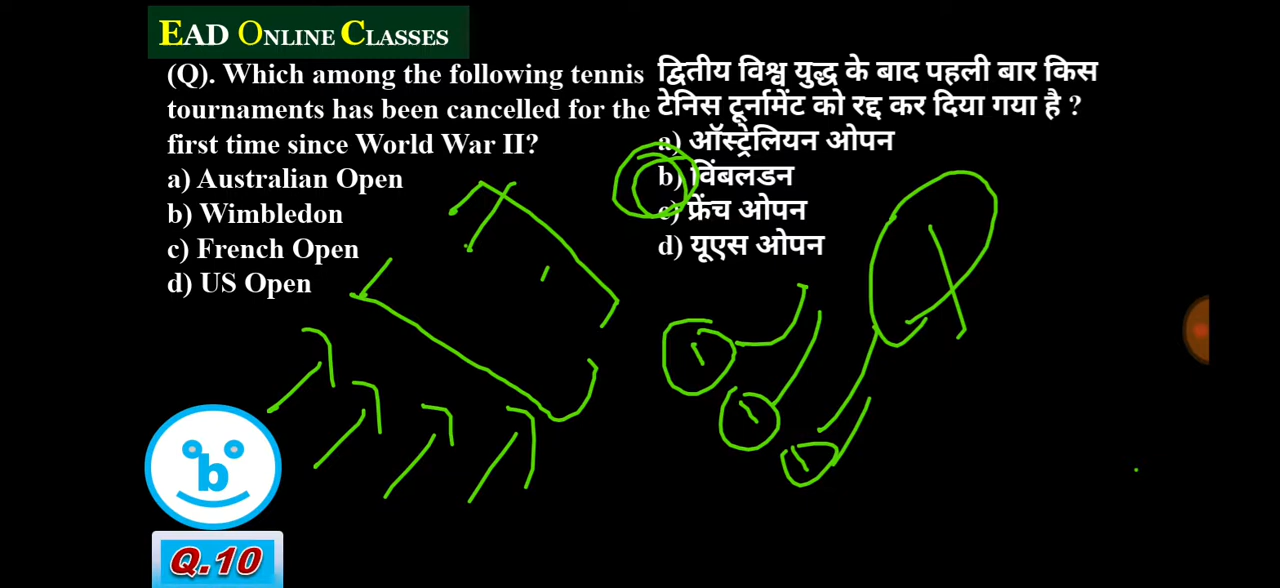 EAD ONLINE CLASSES
(Q). Which among the following tennis
tournaments has been cancelled for the
first time since World War II?
a) Australian Open
b) Wimbledon
c) French Open
d) US Open
द्वितीय विश्व युद्ध के बाद पहली बार किस
टेनिस टूर्नामेंट को रद्द कर दिया गया है ?
a) ऑस्ट्रेलियन ओपन
b) विंबलडन
c) फ्रेंच ओपन
d) यूएस ओपन
b
Q.10